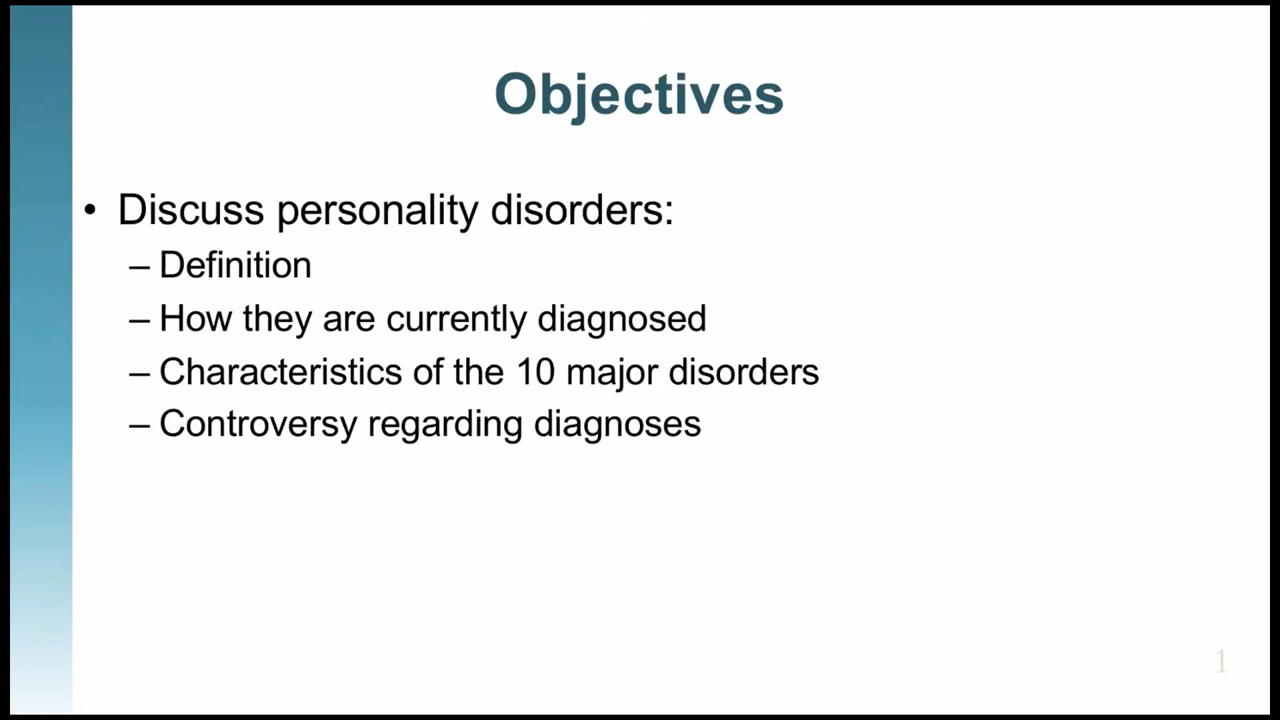 Objectives
• Discuss personality disorders:
– Definition
– How they are currently diagnosed
– Characteristics of the 10 major disorders
– Controversy regarding diagnoses
1